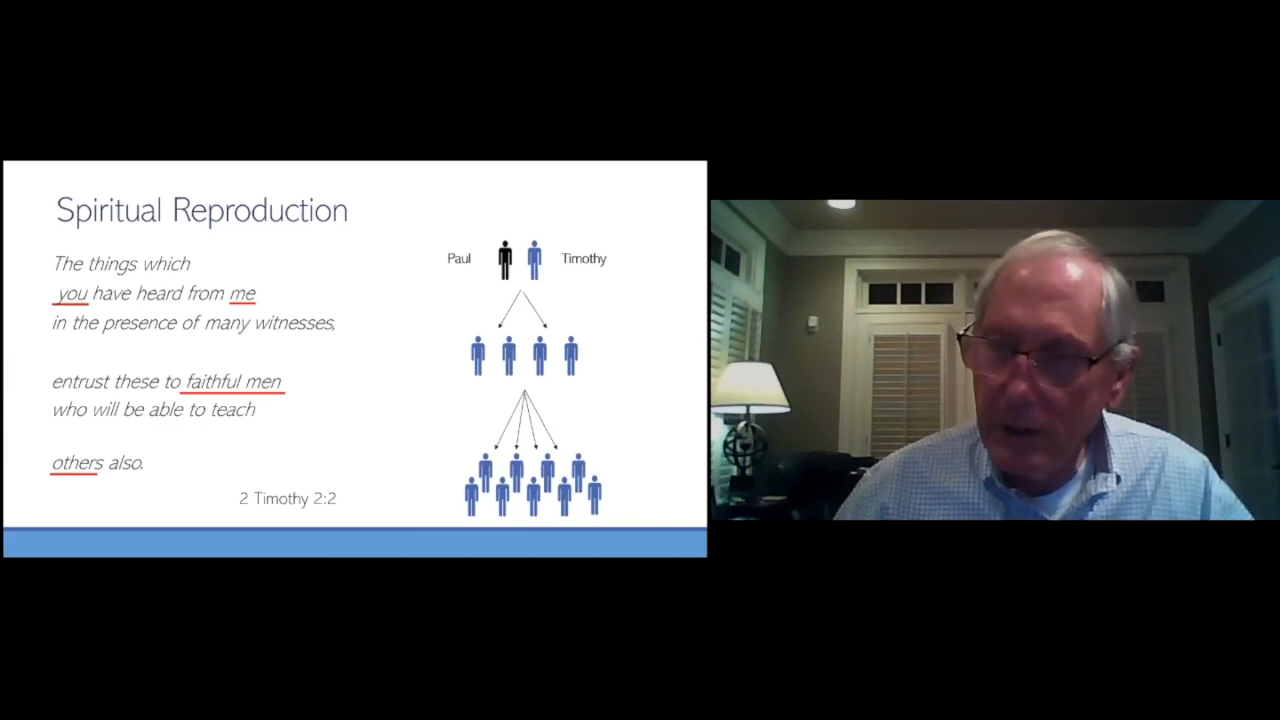 Spiritual Reproduction
The things which
you have heard from me
in the presence of many witnesses,
entrust these to faithful men
who will be able to teach
others also.
2 Timothy 2:2
Paul
Timothy